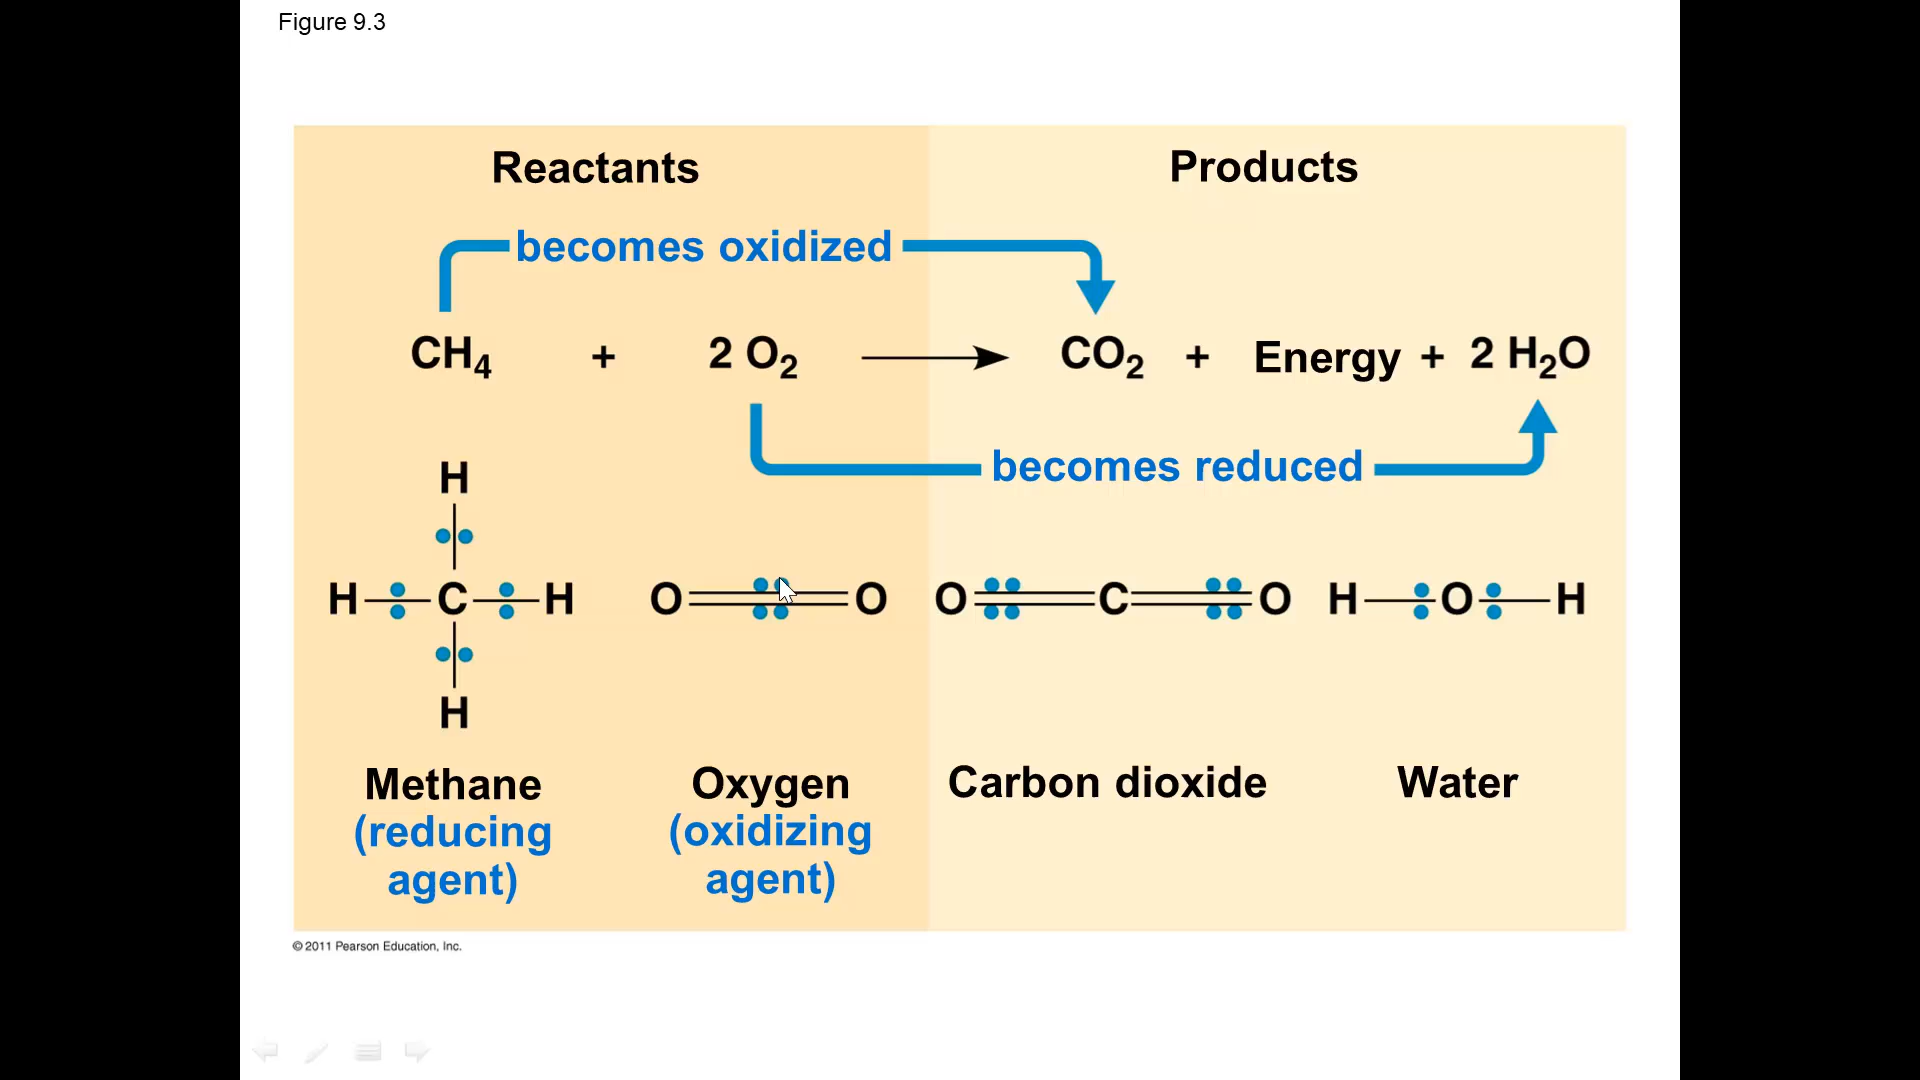 Figure 9.3
Reactants
Products
becomes oxidized
CH₄ + 2 O₂ → CO₂ + Energy + 2 H₂O
becomes reduced
H
H C H O O O C O H O H
H
Methane Oxygen Carbon dioxide Water
(reducing (oxidizing
agent) agent)
© 2011 Pearson Education, Inc.